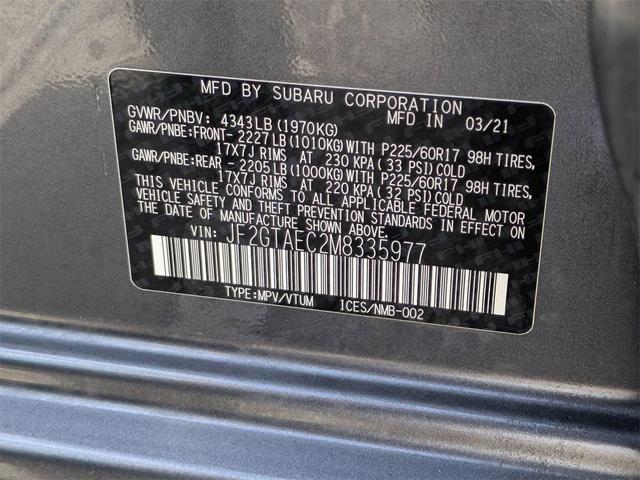 MFD BY SUBARU CORPORATION
GVWR/PNBV: 4343LB (1970KG) MFD IN 03/21
GAWR/PNBE:FRONT- 2227LB (1010KG) WITH P225/60R17 98H TIRES,
17X7J RIMS AT 230 KPA (33 PSI) COLD
GAWR/PNBE:REAR - 2205LB (1000KG) WITH P225/60R17 98H TIRES,
17X7J RIMS AT 220 KPA (32 PSI) COLD
THIS VEHICLE CONFORMS TO ALL APPLICABLE FEDERAL MOTOR
VEHICLE SAFETY AND THEFT PREVENTION STANDARDS IN EFFECT ON
THE DATE OF MANUFACTURE SHOWN ABOVE.
VIN: JF2GTAEC2M8335977
TYPE:MPV/VTUM ICES/NMB-002